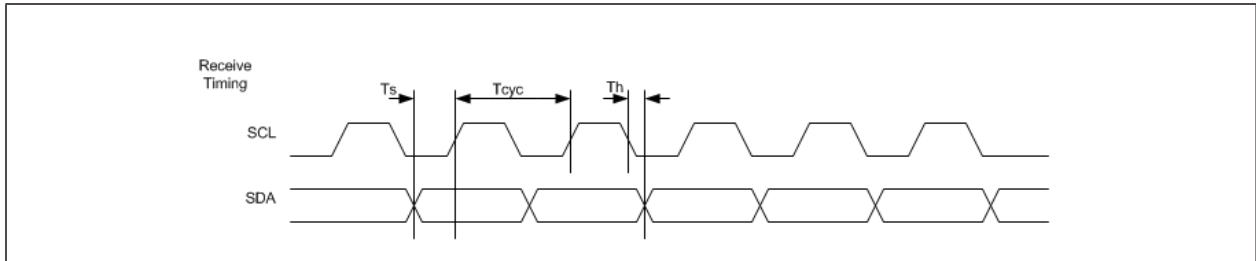 Receive
Timing
Ts
Tcyc
Th
SCL
SDA